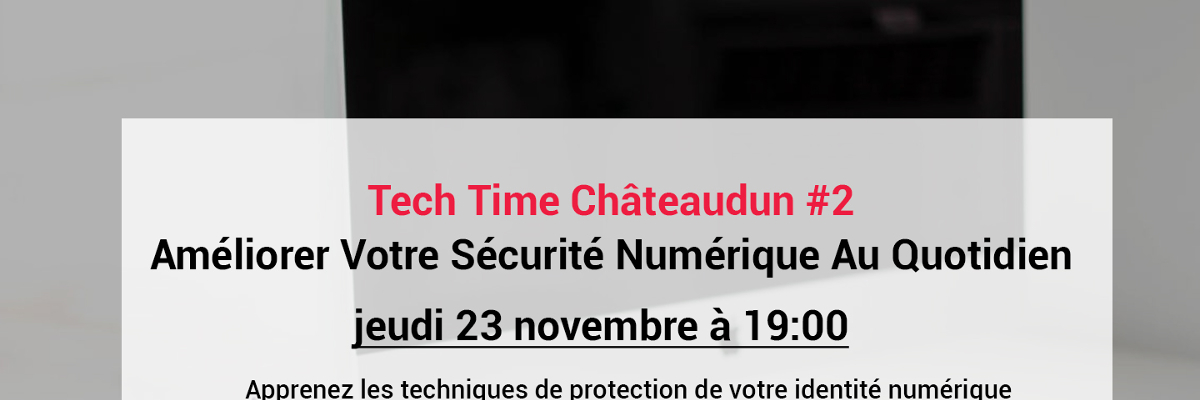 Tech Time Châteaudun #2
Améliorer Votre Sécurité Numérique Au Quotidien
jeudi 23 novembre à 19:00
Apprenez les techniques de protection de votre identité numérique